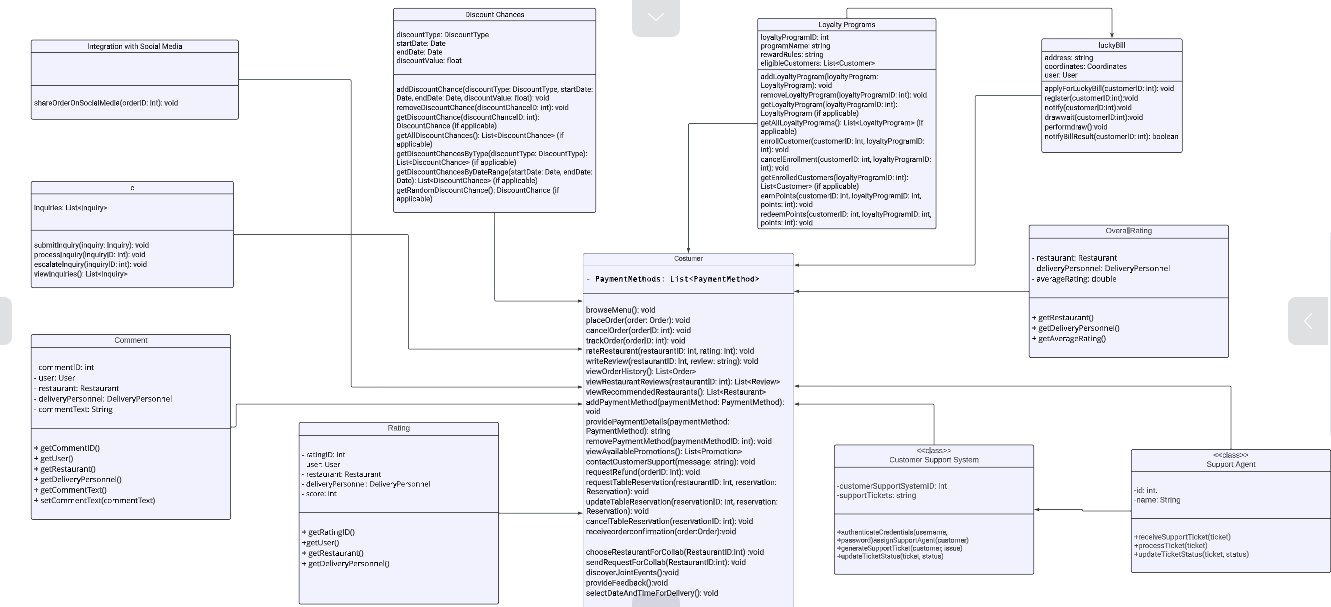 Integration with Social Media
shareOrderOnSocialMedia(orderID: int): void
c
inquiries: List<Inquiry>
submitInquiry(inquiry: Inquiry): void
processInquiry(inquiryID: int): void
escalateInquiry(inquiryID: int): void
viewInquiries(): List<Inquiry>
Comment
commentID: int
- user: User
- restaurant: Restaurant
- deliveryPersonnel: DeliveryPersonnel
- commentText: String
+ getCommentID()
+ getUser()
+ getRestaurant()
+ getDeliveryPersonnel()
+ getCommentText()
+ setCommentText(commentText)
Discount Chances
discountType: DiscountType
startDate: Date
endDate: Date
discountValue: float
addDiscountChance(discountType: DiscountType, startDate:
Date, endDate: Date, discountValue: float): void
removeDiscountChance(discountChanceID: int): void
getDiscountChance(discountChanceID: int):
DiscountChance (if applicable)
getAllDiscountChances(): List<DiscountChance> (if
applicable)
getDiscountChancesByType(discountType: DiscountType):
List<DiscountChance> (if applicable)
getDiscountChancesByDateRange(startDate: Date, endDate:
Date): List<DiscountChance> (if applicable)
getRandomDiscountChance(): DiscountChance (if
applicable)
Rating
- ratingID: int
user: User
- restaurant: Restaurant
- deliveryPersonnel: DeliveryPersonnel
- score: int
+ getRatingID()
+getUser()
+ getRestaurant()
+ getDeliveryPersonnel()
Loyalty Programs
loyaltyProgramID: int
programName: string
rewardRules: string
eligibleCustomers: List<Customer>
addLoyaltyProgram(loyaltyProgram:
LoyaltyProgram): void
removeLoyaltyProgram(loyaltyProgramID: int): void
getLoyaltyProgram(loyaltyProgramID: int):
LoyaltyProgram (if applicable)
getAllLoyaltyPrograms(): List<LoyaltyProgram> (if
applicable)
enrollCustomer(customerID: int, loyaltyProgramID:
int): void
cancelEnrollment(customerID: int, loyaltyProgramID:
int): void
getEnrolledCustomers(loyaltyProgramID: int):
List<Customer> (if applicable)
earnPoints(customerID: int, loyaltyProgramID: int,
points: int): void
redeemPoints(customerID: int, loyaltyProgramID: int,
points: int): void
luckyBill
address: string
coordinates: Coordinates
user: User
applyForLuckyBill(customerID: int): void
register(customerID:int):void
notify(customerID:int):void
drawwait(customerID:int):void
performdraw():void
notifyBillResult(customerID: int): boolean
Costumer
- PaymentMethods: List<PaymentMethod>
browseMenu(): void
placeOrder(order: Order): void
cancelOrder(orderID: int): void
trackOrder(orderID: int): void
rateRestaurant(restaurantID: int, rating: int): void
writeReview(restaurantID: int, review: string): void
viewOrderHistory(): List<Order>
viewRestaurantReviews(restaurantID: int): List<Review>
viewRecommendedRestaurants(): List<Restaurant>
addPaymentMethod(paymentMethod: PaymentMethod):
void
providePaymentDetails(paymentMethod:
PaymentMethod): string
removePaymentMethod(paymentMethodID: int): void
viewAvailablePromotions(): List<Promotion>
contactCustomerSupport(message: string): void
requestRefund(orderID: int): void
requestTableReservation(restaurantID: int, reservation:
Reservation): void
updateTableReservation(reservationID: int, reservation:
Reservation): void
cancelTableReservation(reservationID: int): void
receiveorderconfirmation(order:Order):void
chooseRestaurantForCollab(RestaurantID:int) :void
sendRequestForCollab(RestaurantID:int): void
discoverJointEvents():void
provideFeedback():void
selectDateAndTimeForDelivery(): void
OverallRating
- restaurant: Restaurant
deliveryPersonnel: DeliveryPersonnel
- averageRating: double
+ getRestaurant()
+ getDeliveryPersonnel()
+ getAverageRating()
<<class>>
Customer Support System
-customerSupportSystemID: int
-supportTickets: string
+authenticateCredentials(username,
+password)assignSupportAgent(customer)
+generateSupportTicket(customer, issue)
+updateTicketStatus(ticket, status)
<<class>>
Support Agent
-id: int.
-name: String
+receiveSupportTicket(ticket)
+processTicket(ticket)
+updateTicketStatus(ticket, status)